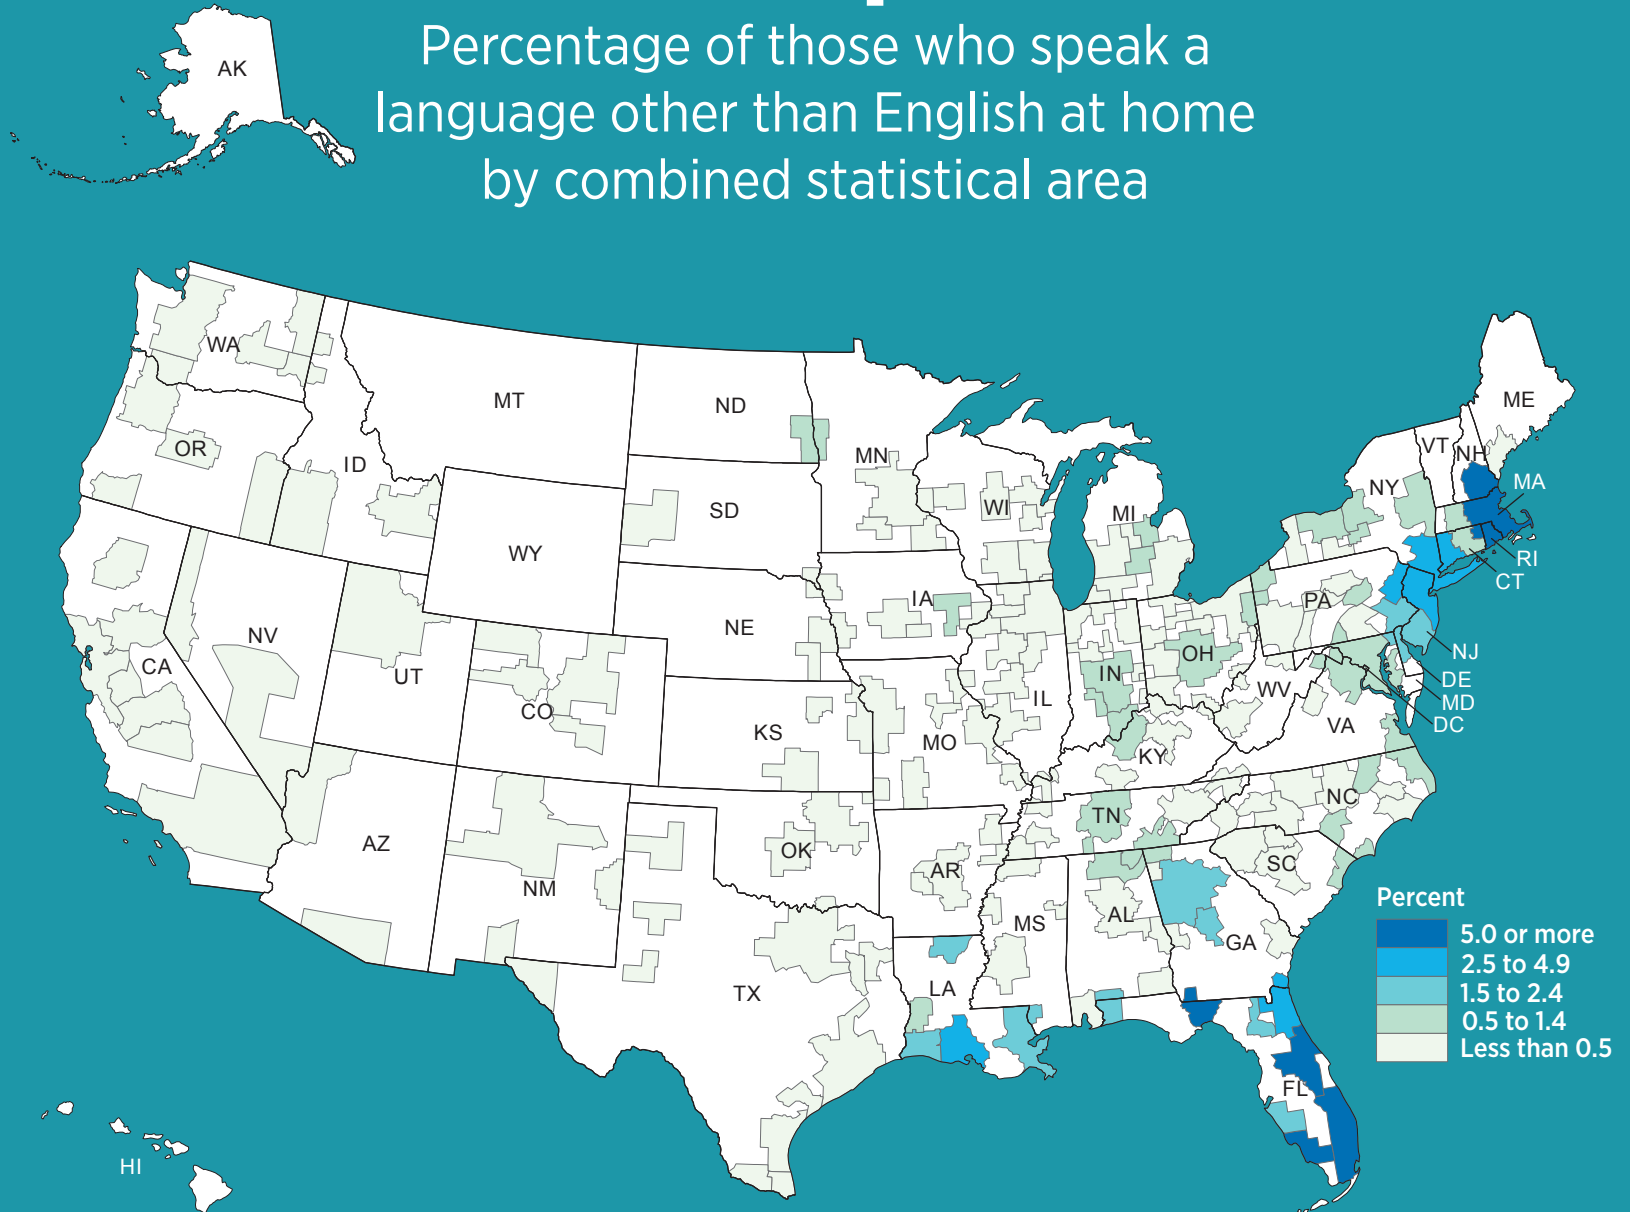 Percentage of those who speak a
language other than English at home
by combined statistical area
AK
WA
MT
ND
MN
ME
VT
NH
OR
ID
SD
WI
MI
NY
MA
WY
RI
CT
IA
PA
NE
NV
CA
UT
CO
IL
IN
OH
NJ
DE
MD
DC
WV
VA
KS
MO
KY
NC
TN
AZ
NM
OK
AR
SC
MS
AL
GA
TX
LA
FL
HI
Percent
5.0 or more
2.5 to 4.9
1.5 to 2.4
0.5 to 1.4
Less than 0.5